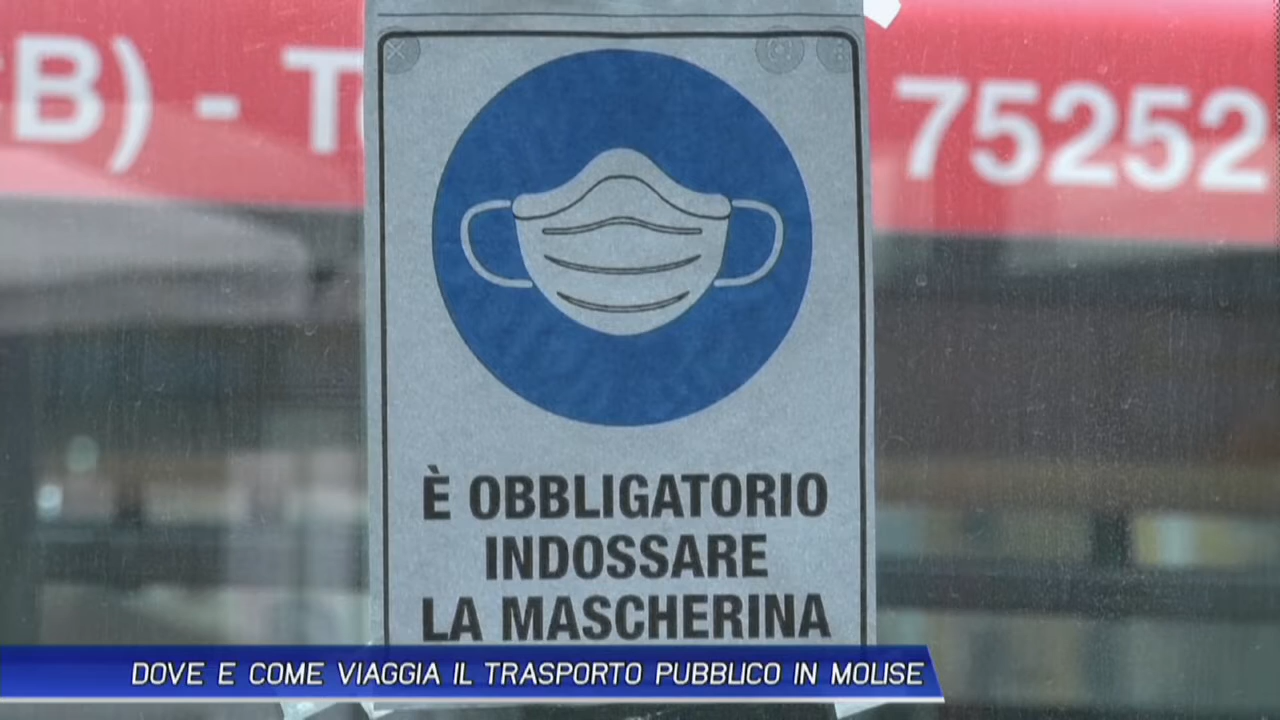 B) - T
75252
È OBBLIGATORIO
INDOSSARE
LA MASCHERINA
DOVE E COME VIAGGIA IL TRASPORTO PUBBLICO IN MOLISE